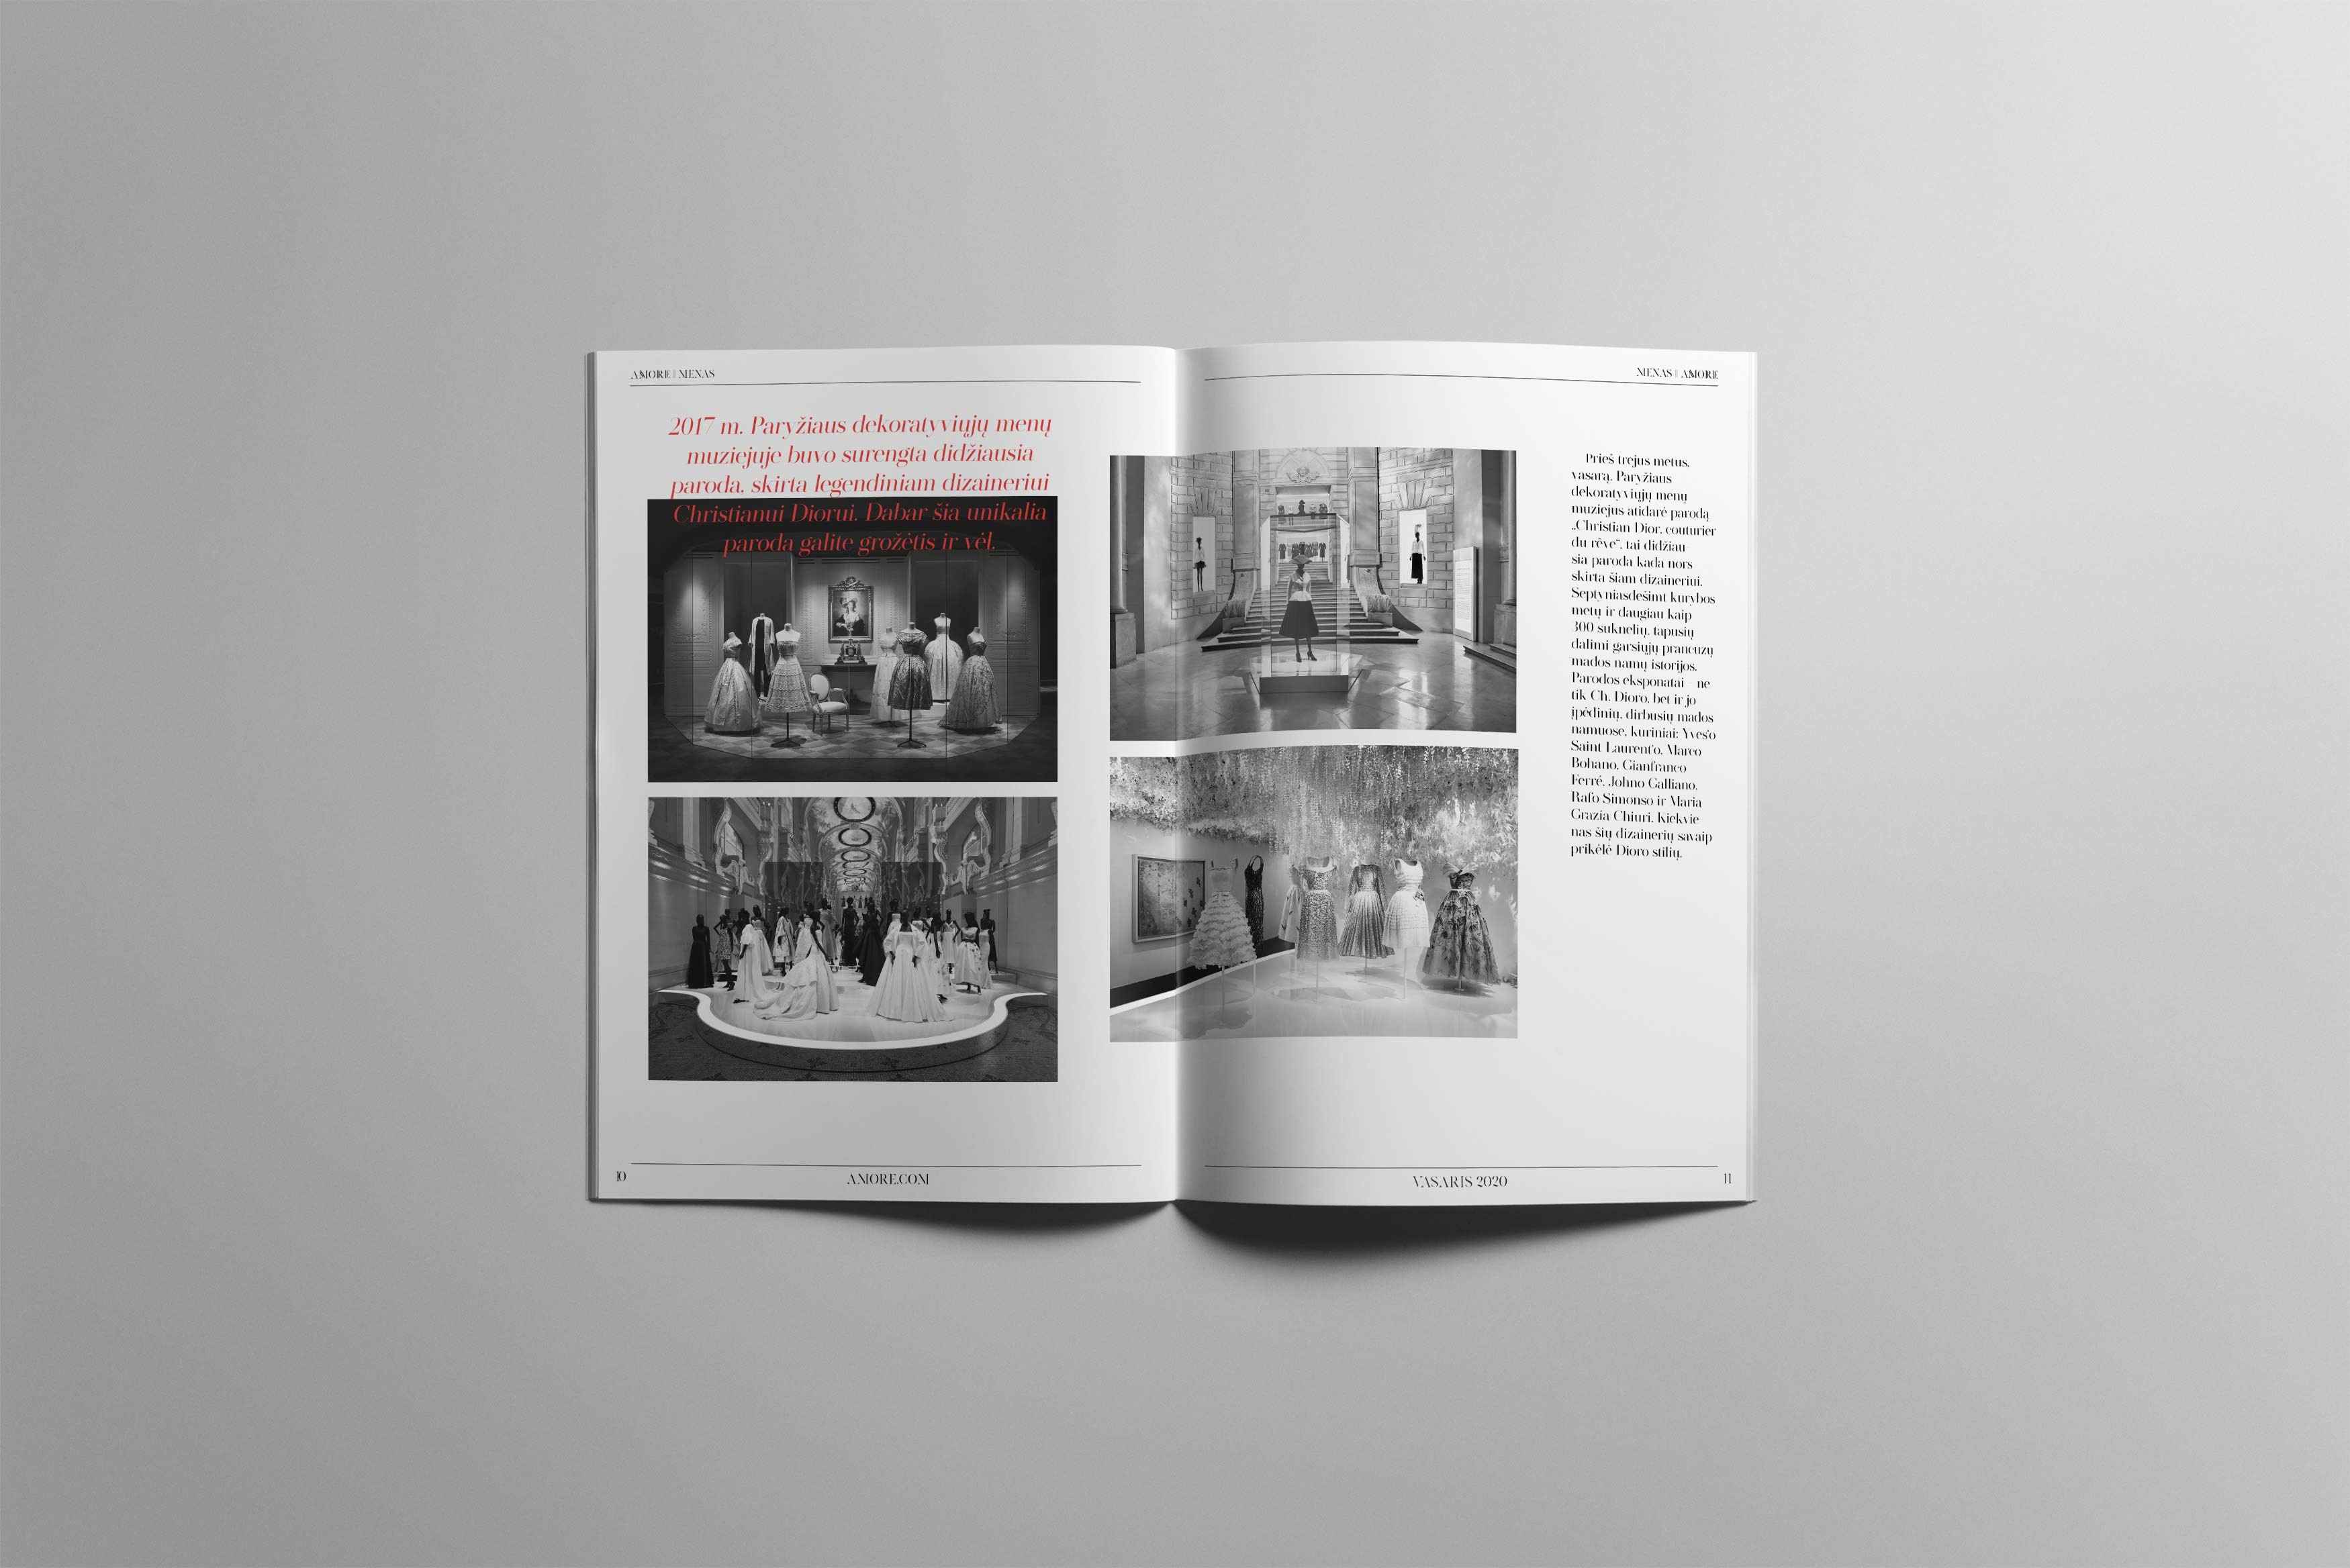 AMORE | MENAS
2017 m. Paryžiaus dekoratyviųjų menų
muziejuje buvo surengta didžiausia
paroda, skirta legendiniam dizaineriui
Christianui Diorui. Dabar šia unikalia
paroda galite grožėtis ir vėl.
10
AMORE.COM
MENAS | AMORE
Prieš trejus metus,
vasarą, Paryžiaus
dekoratyviųjų menų
muziejus atidarė parodą
„Christian Dior, couturier
du rêve“, tai didžiau
sia paroda kada nors
skirta šiam dizaineriui.
Septyniasdešimt kurybos
metų ir daugiau kaip
300 suknelių, tapusių
dalimi garsiųjų prancuzų
mados namų istorijos.
Parodos eksponatai ne
tik Ch. Dioro, bet ir jo
įpėdinių, dirbusių mados
namuose, kuriniai: Yves'o
Saint Laurent'o, Marco
Bohano, Gianfranco
Ferré, Johno Galliano,
Rafo Simonso ir Maria
Grazia Chiuri. Kiekvie
nas šių dizainerių savaip
prikėlė Dioro stilių.
VASARIS 2020
11